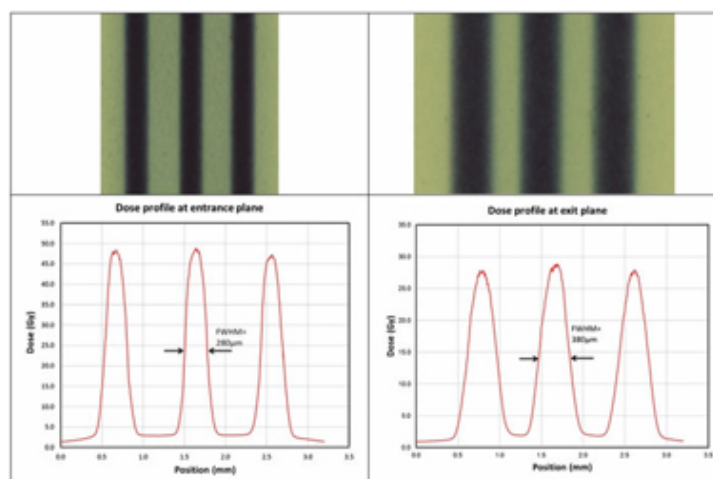 Dose profile at entrance plane
55.0
50.0
45.0
40.0
35.0
30.0
25.0
20.0
15.0
10.0
5.0
0.0
Dose (Gy)
FWHM=
280μm
0.0 0.5 1.0 1.5 2.0 2.5 3.0 3.5
Position (mm)
Dose profile at exit plane
35.0
30.0
25.0
20.0
15.0
10.0
5.0
0.0
Dose (Gy)
FWHM=
380μm
0.0 0.5 1.0 1.5 2.0 2.5 3.0 3.5
Position (mm)